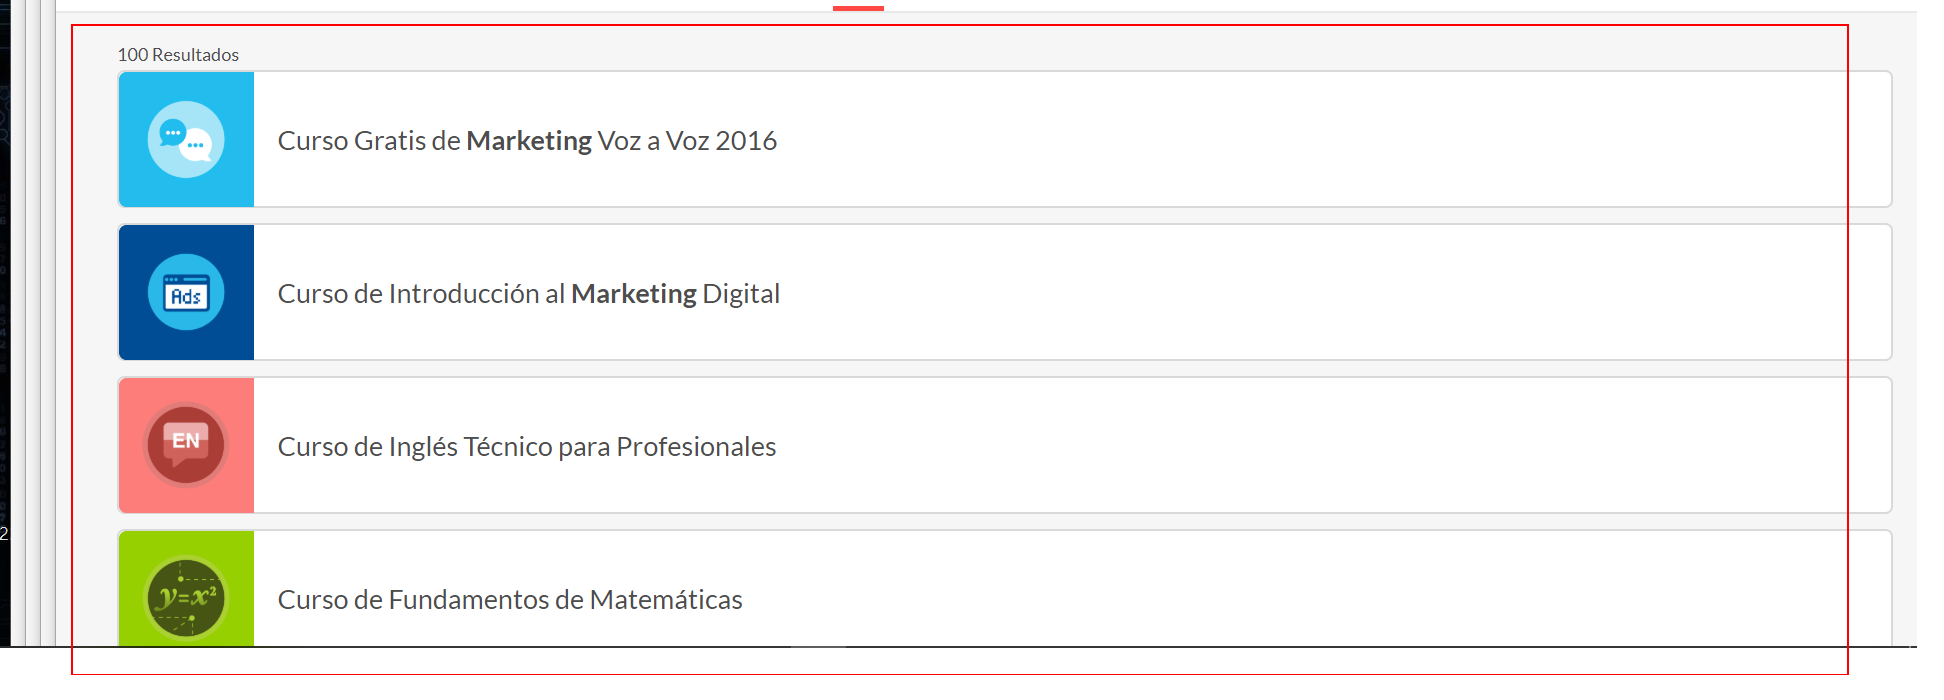 100 Resultados
Curso Gratis de Marketing Voz a Voz 2016
Ads
Curso de Introducción al Marketing Digital
EN
Curso de Inglés Técnico para Profesionales
y=x²
Curso de Fundamentos de Matemáticas
2